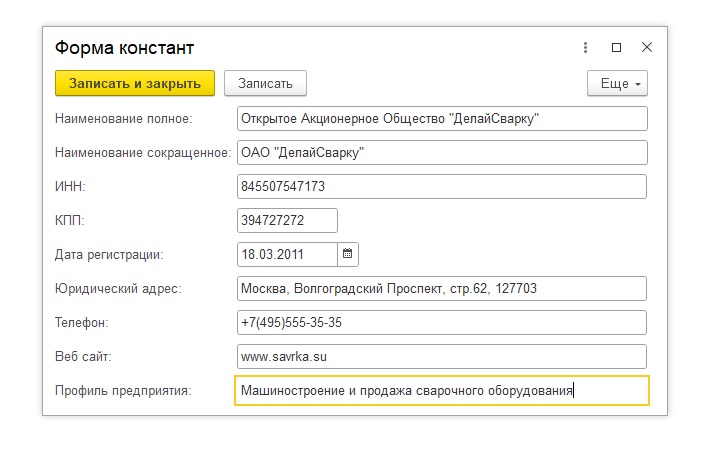 Форма констант
Записать и закрыть Записать Еще
Наименование полное: Открытое Акционерное Общество "ДелайСварку"
Наименование сокращенное: ОАО "ДелайСварку"
ИНН: 845507547173
КПП: 394727272
Дата регистрации: 18.03.2011
Юридический адрес: Москва, Волгоградский Проспект, стр.62, 127703
Телефон: +7(495)555-35-35
Веб сайт: www.savrka.su
Профиль предприятия: Машиностроение и продажа сварочного оборудования